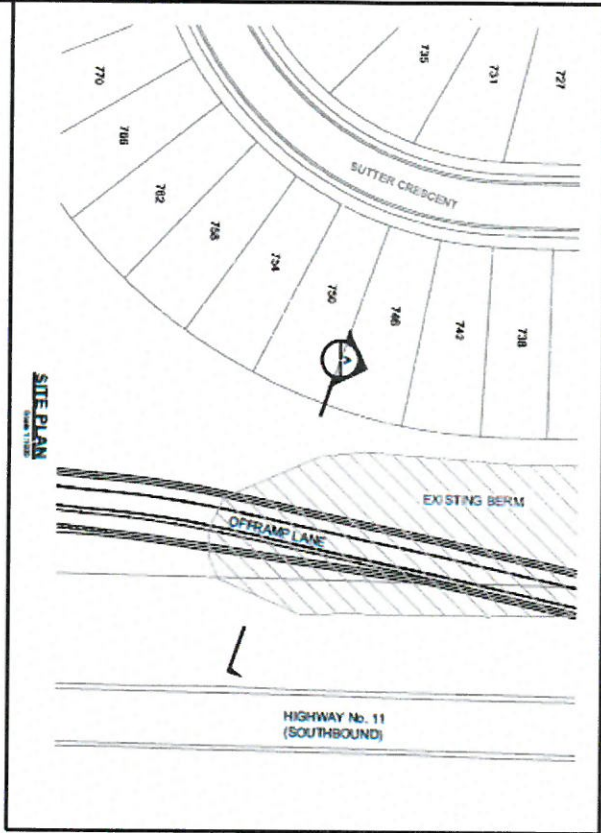 727
731
735
SUTTER CRESCENT
770
766
762
758
754
750
746
742
738
A
SITE PLAN
EXISTING BERM
OFFRAMP LANE
HIGHWAY No. 11
(SOUTHBOUND)